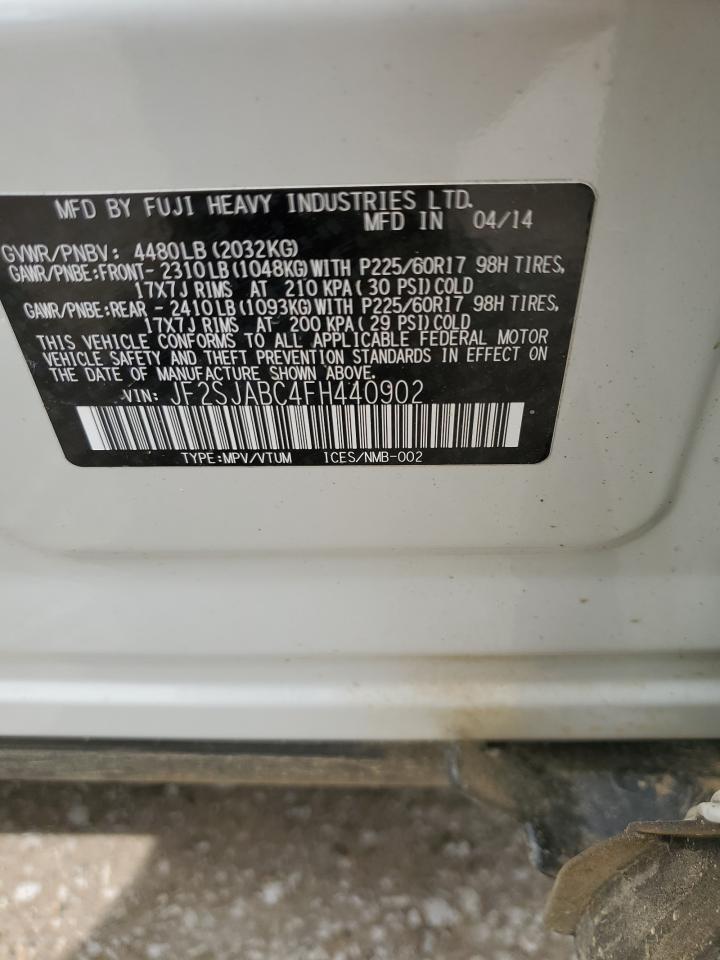 MFD BY FUJI HEAVY INDUSTRIES LTD.
MFD IN 04/14
GVWR/PNBV: 4480LB (2032KG)
GAWR/PNBE:FRONT- 2310LB(1048KG)WITH P225/60R17 98H TIRES,
17X7J RIMS AT 210 KPA(30 PSI)COLD
GAWR/PNBE:REAR - 2410LB(1093KG)WITH P225/60R17 98H TIRES,
17X7J RIMS AT 200 KPA(29 PSI)COLD
THIS VEHICLE CONFORMS TO ALL APPLICABLE FEDERAL MOTOR
VEHICLE SAFETY AND THEFT PREVENTION STANDARDS IN EFFECT ON
THE DATE OF MANUFACTURE SHOWN ABOVE.
VIN: JF2SJABC4FH440902
TYPE:MPV/VTUM ICES/NMB-002